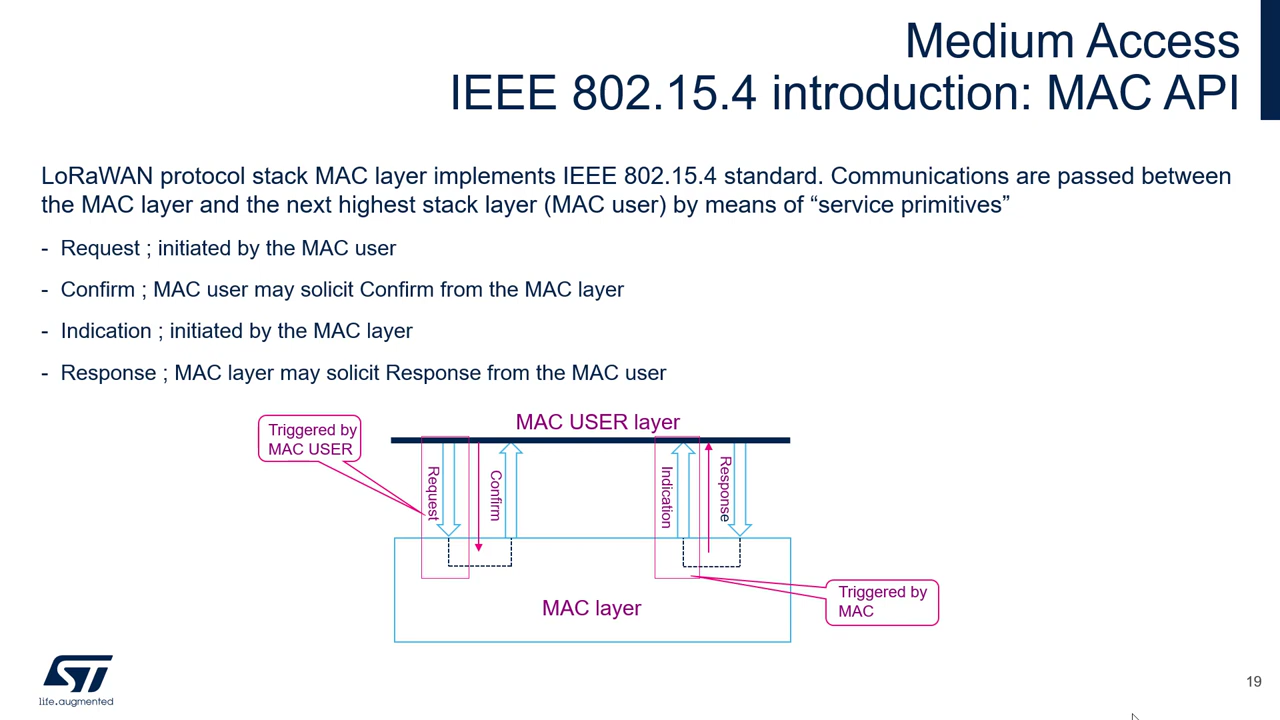 Medium Access
IEEE 802.15.4 introduction: MAC API
LoRaWAN protocol stack MAC layer implements IEEE 802.15.4 standard. Communications are passed between
the MAC layer and the next highest stack layer (MAC user) by means of “service primitives”
- Request ; initiated by the MAC user
- Confirm ; MAC user may solicit Confirm from the MAC layer
- Indication ; initiated by the MAC layer
- Response ; MAC layer may solicit Response from the MAC user
MAC USER layer
Triggered by
MAC USER
Request
Confirm
Indication
Response
MAC layer
Triggered by
MAC
ST
life.augmented
19